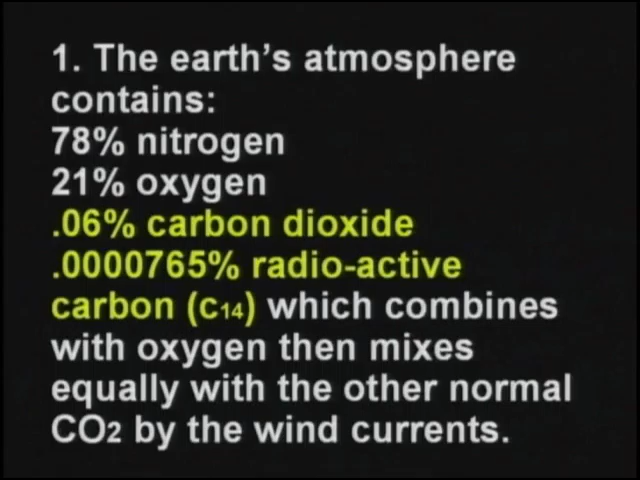 1. The earth's atmosphere
contains:
78% nitrogen
21% oxygen
.06% carbon dioxide
.0000765% radio-active
carbon (c14) which combines
with oxygen then mixes
equally with the other normal
CO2 by the wind currents.